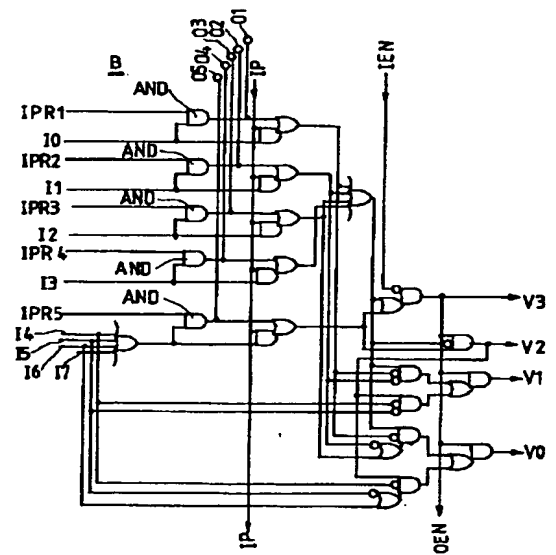 01
02
03
04
05
IP
IEN
B
AND
IPR1
I0
IPR2
AND
I1
IPR3
AND
I2
IPR4
AND
I3
AND
IPR5
I4
I5
I6
I7
V3
V2
V1
V0
IP
OEN